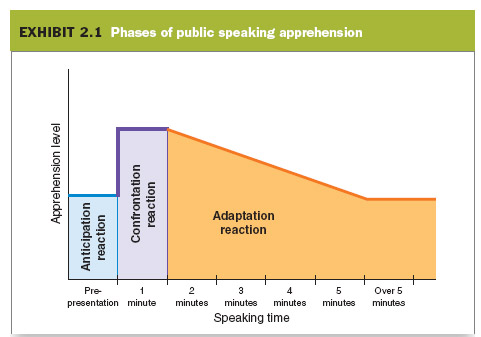 EXHIBIT 2.1 Phases of public speaking apprehension
Apprehension level
Anticipation
reaction
Confrontation
reaction
Adaptation
reaction
Pre-
presentation
1
minute
2
minutes
3
minutes
4
minutes
5
minutes
Over 5
minutes
Speaking time